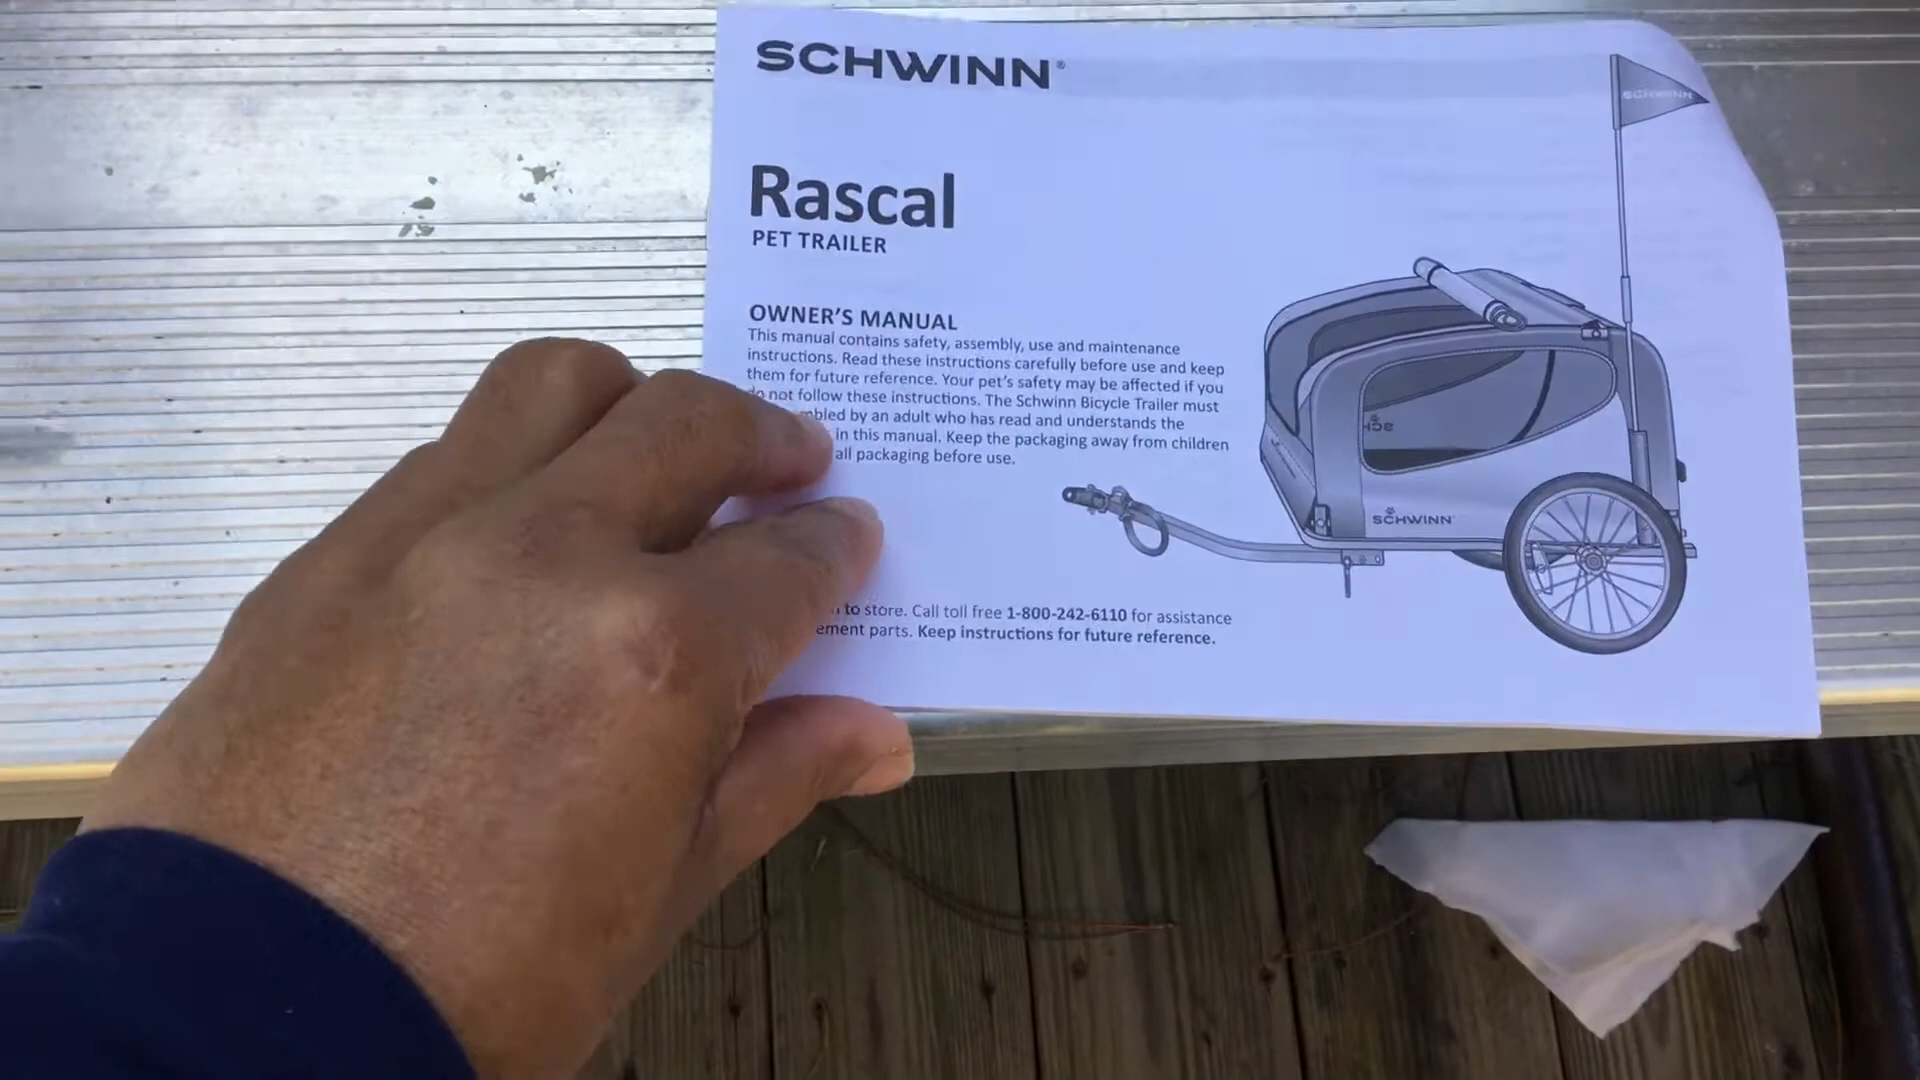 SCHWINN®
SCHWINN
Rascal
PET TRAILER
OWNER'S MANUAL
This manual contains safety, assembly, use and maintenance
instructions. Read these instructions carefully before use and keep
them for future reference. Your pet's safety may be affected if you
not follow these instructions. The Schwinn Bicycle Trailer must
by an adult who has read and understands the
in this manual. Keep the packaging away from children
all packaging before use.
SCHWINN
to store. Call toll free 1-800-242-6110 for assistance
parts. Keep instructions for future reference.